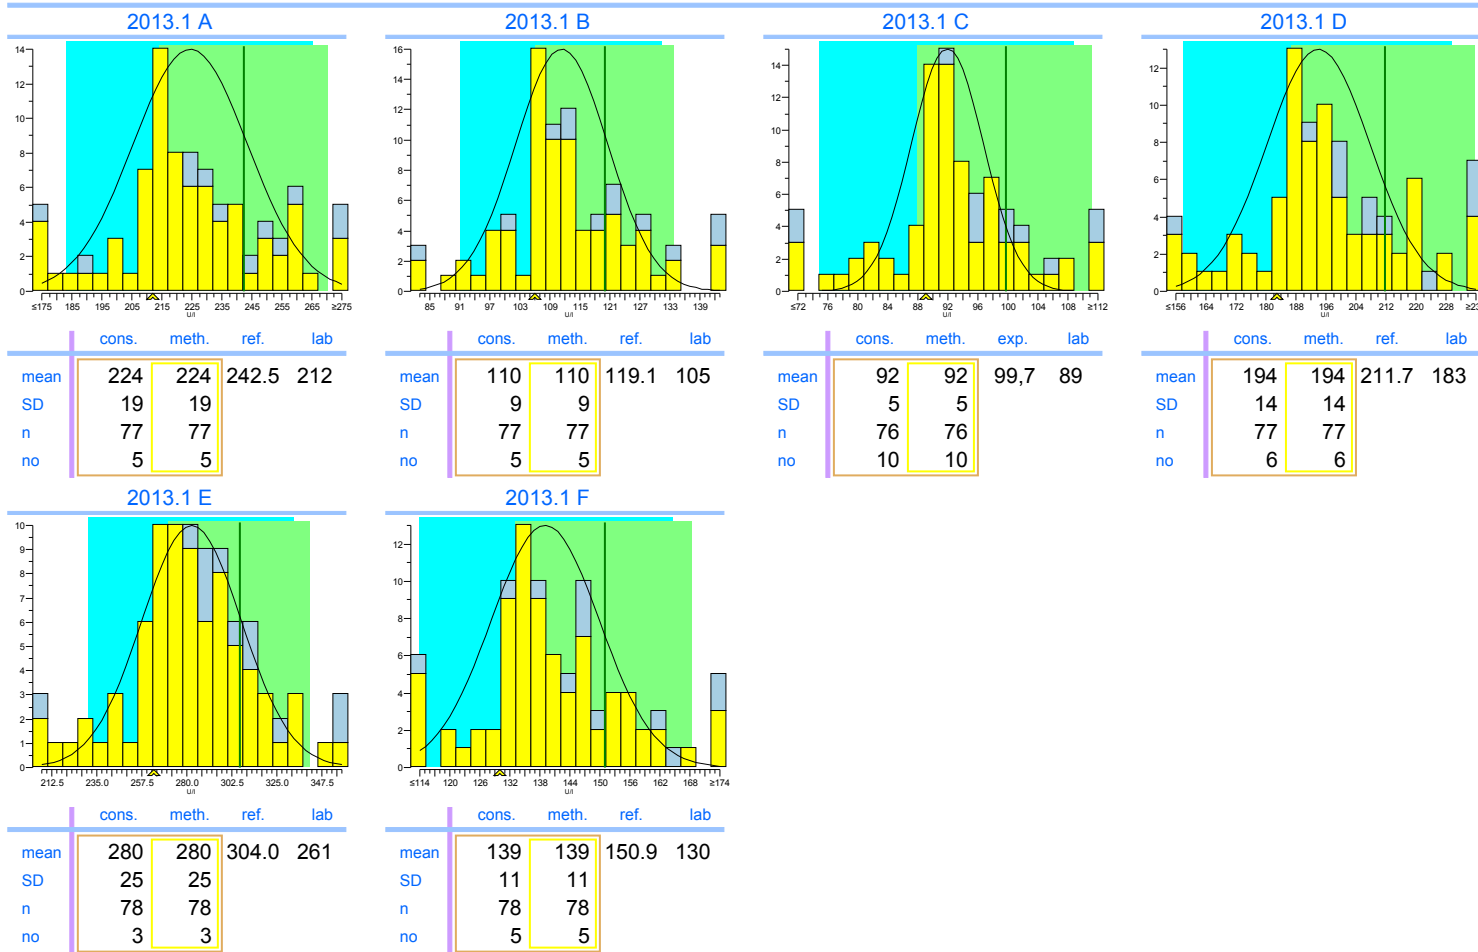 2013.1 A
2013.1 B
2013.1 C
2013.1 D
14
12
10
8
6
4
2
0
≤175 185 195 205 215 225 235 245 255 265 ≥275
U/l
16
14
12
10
8
6
4
2
0
85 91 97 103 109 115 121 127 133 139
U/l
14
12
10
8
6
4
2
0
≤72 76 80 84 88 92 96 100 104 108 ≥112
U/l
12
10
8
6
4
2
0
≤156 164 172 180 188 196 204 212 220 228 ≥23
U/l
cons. meth. ref. lab
mean 224 224 242.5 212
SD 19 19
n 77 77
no 5 5
cons. meth. ref. lab
mean 110 110 119.1 105
SD 9 9
n 77 77
no 5 5
cons. meth. exp. lab
mean 92 92 99,7 89
SD 5 5
n 76 76
no 10 10
cons. meth. ref. lab
mean 194 194 211.7 183
SD 14 14
n 77 77
no 6 6
2013.1 E
2013.1 F
10
9
8
7
6
5
4
3
2
1
0
212.5 235.0 257.5 280.0 302.5 325.0 347.5
U/l
12
10
8
6
4
2
0
≤114 120 126 132 138 144 150 156 162 168 ≥174
U/l
cons. meth. ref. lab
mean 280 280 304.0 261
SD 25 25
n 78 78
no 3 3
cons. meth. ref. lab
mean 139 139 150.9 130
SD 11 11
n 78 78
no 5 5